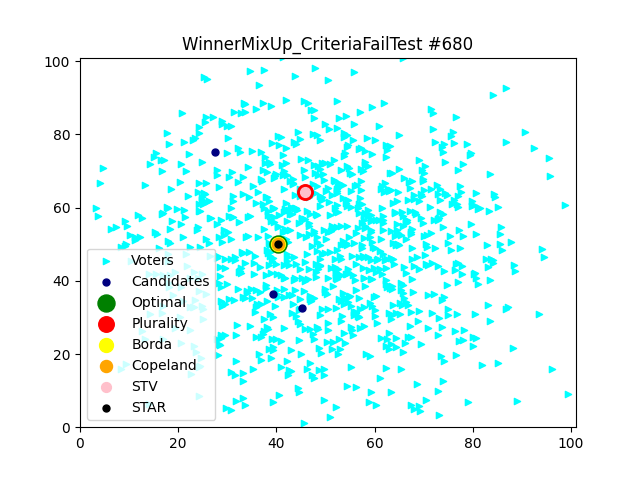 WinnerMixUp_CriteriaFailTest #680
100
80
60
40
20
0
0 20 40 60 80 100
Voters
Candidates
Optimal
Plurality
Borda
Copeland
STV
STAR